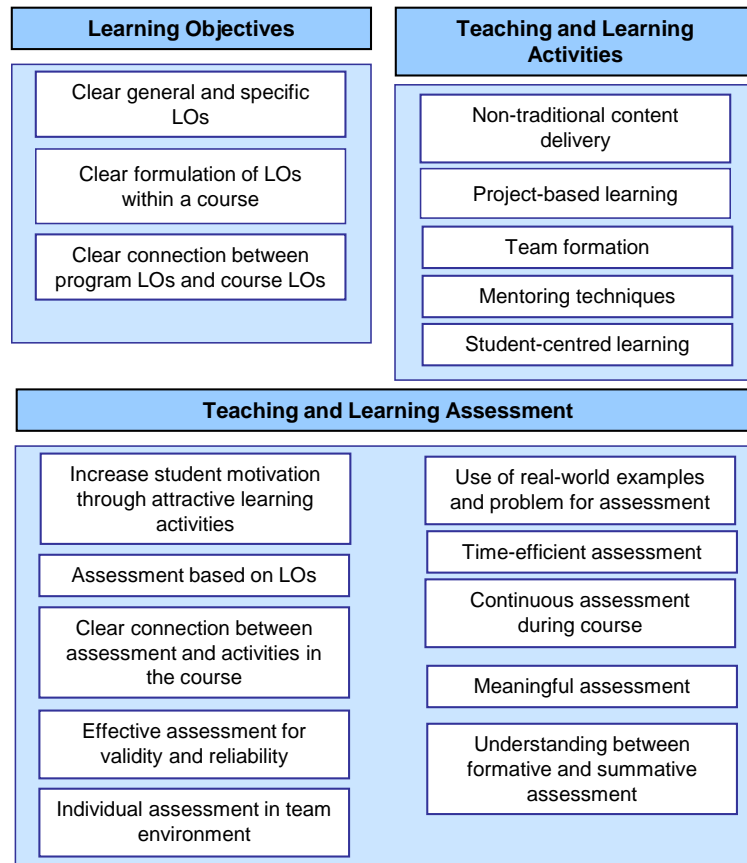 Learning Objectives
Clear general and specific
LOs
Clear formulation of LOs
within a course
Clear connection between
program LOs and course LOs
Teaching and Learning
Activities
Non-traditional content
delivery
Project-based learning
Team formation
Mentoring techniques
Student-centred learning
Teaching and Learning Assessment
Increase student motivation
through attractive learning
activities
Assessment based on LOs
Clear connection between
assessment and activities in
the course
Effective assessment for
validity and reliability
Individual assessment in team
environment
Use of real-world examples
and problem for assessment
Time-efficient assessment
Continuous assessment
during course
Meaningful assessment
Understanding between
formative and summative
assessment